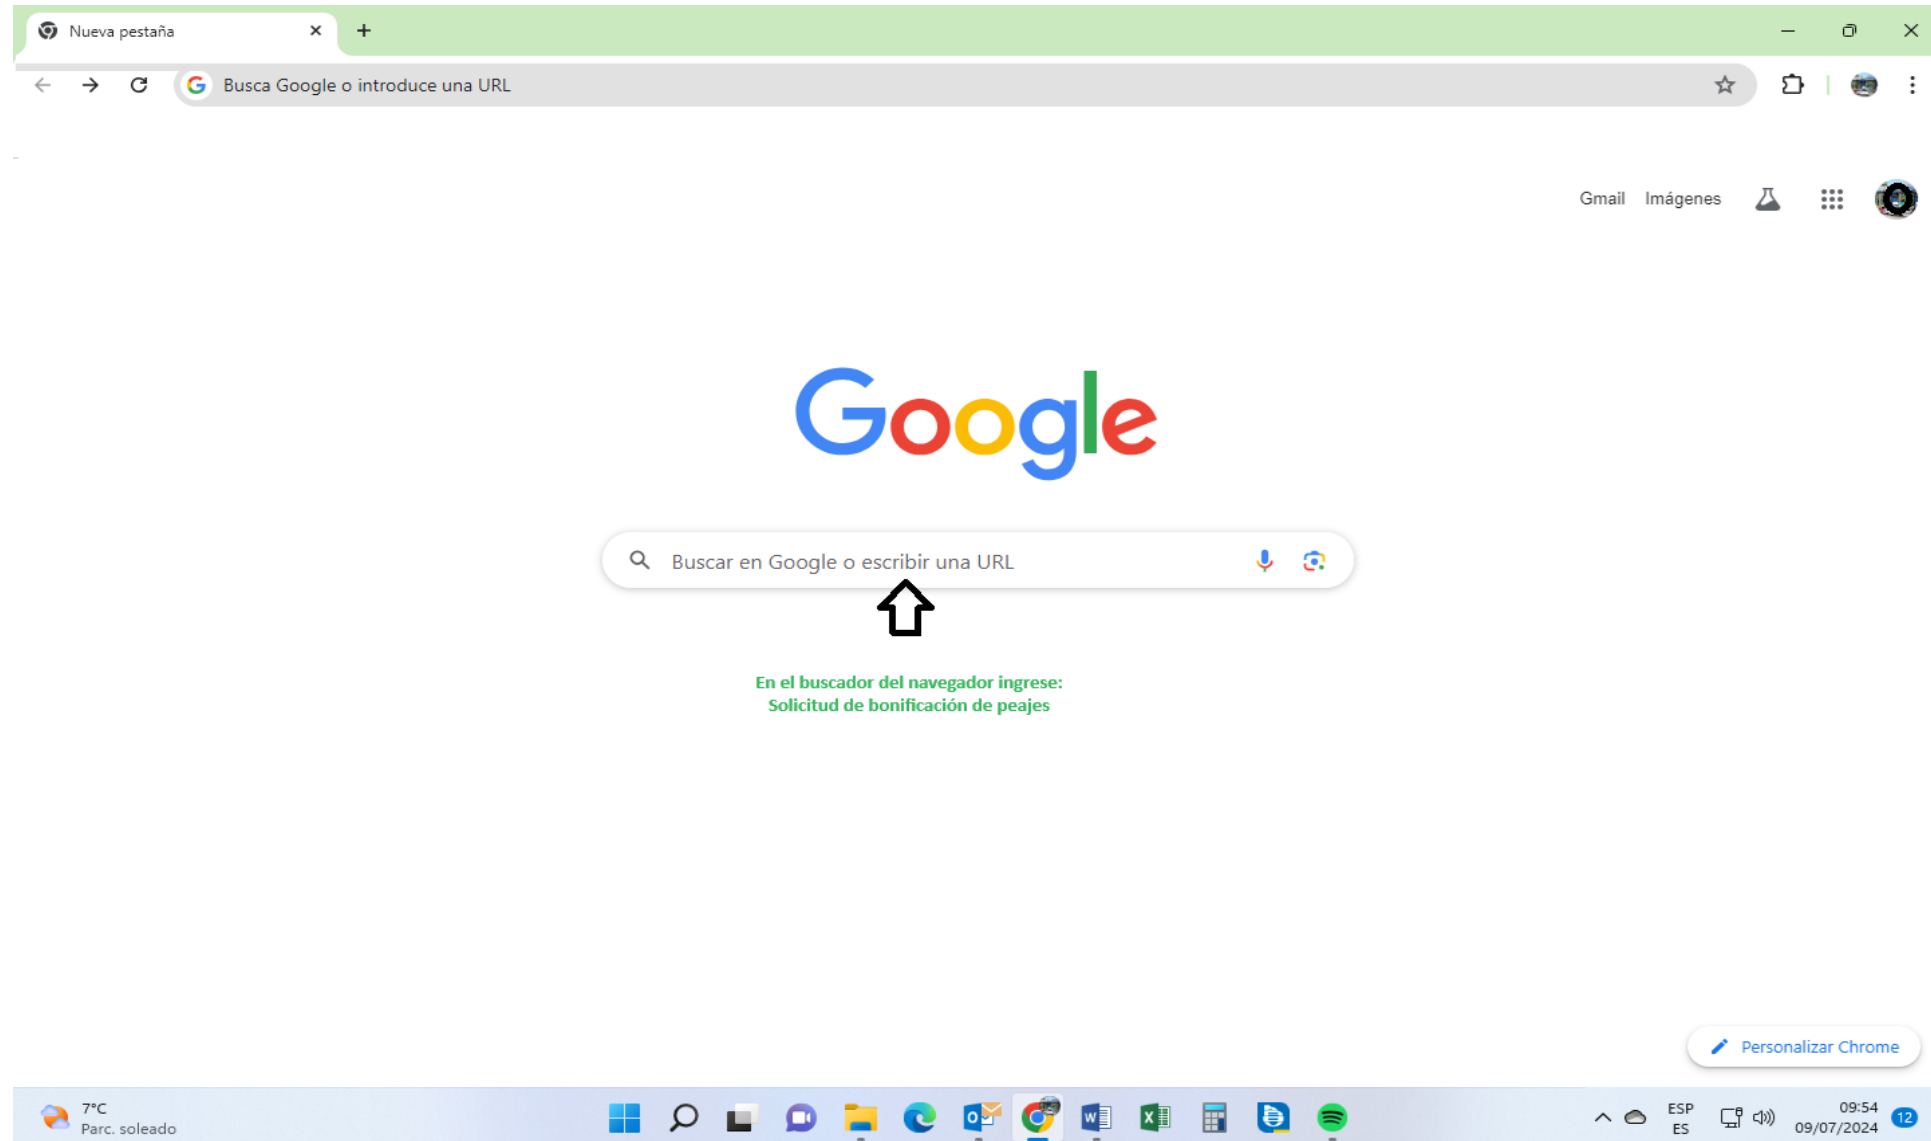 Nueva pestaña
Busca Google o introduce una URL
Gmail Imágenes
Google
Buscar en Google o escribir una URL
En el buscador del navegador ingrese:
Solicitud de bonificación de peajes
Personalizar Chrome
7°C
Parc. soleado
ESP
ES
09:54
09/07/2024
12